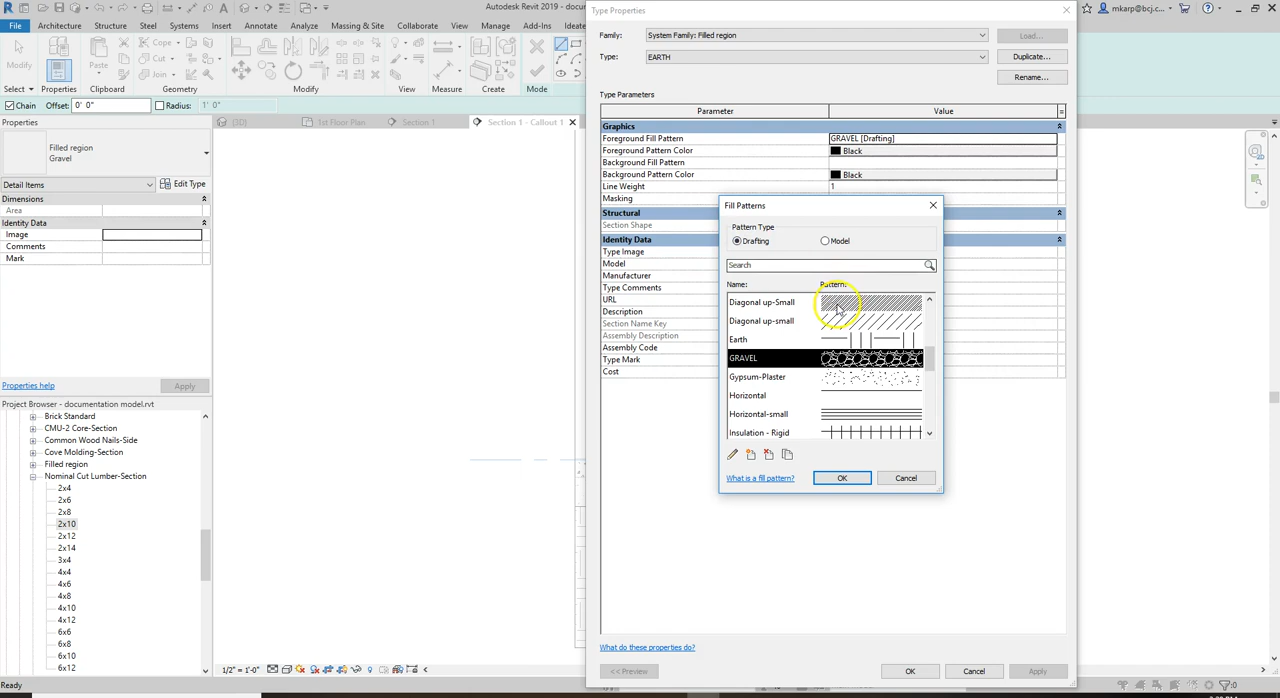 Autodesk Revit 2019 - docu
mkarp@bcj.c...
File Architecture Structure Steel Systems Insert Annotate Analyze Massing & Site Collaborate View Manage Add-Ins Ideate
Modify
Paste
Cope
Cut
Join
Select Properties Clipboard Geometry Modify View Measure Create Mode
Chain Offset: 0' 0" Radius: 1' 0"
Properties
{3D} 1st Floor Plan Section 1 Section 1 - Callout 1
Filled region
Gravel
Detail Items Edit Type
Dimensions
Area
Identity Data
Image
Comments
Mark
Properties help Apply
Project Browser - documentation model.rvt
Brick Standard
CMU-2 Core-Section
Common Wood Nails-Side
Cove Molding-Section
Filled region
Nominal Cut Lumber-Section
2x4
2x6
2x8
2x10
2x12
2x14
3x4
4x4
4x6
4x8
4x10
4x12
6x6
6x8
6x10
6x12
1/2" = 1'-0"
Ready
Type Properties
Family: System Family: Filled region Load...
Type: EARTH Duplicate...
Rename...
Type Parameters
Parameter Value =
Graphics
Foreground Fill Pattern GRAVEL [Drafting]
Foreground Pattern Color Black
Background Fill Pattern
Background Pattern Color Black
Line Weight 1
Masking
Structural
Section Shape
Identity Data
Type Image
Model
Manufacturer
Type Comments
URL
Description
Section Name Key
Assembly Description
Assembly Code
Type Mark
Cost
What do these properties do?
<< Preview OK Cancel Apply
Fill Patterns
Pattern Type
Drafting Model
Search
Name: Pattern:
Diagonal up-Small
Diagonal up-small
Earth
GRAVEL
Gypsum-Plaster
Horizontal
Horizontal-small
Insulation - Rigid
What is a fill pattern? OK Cancel
:0